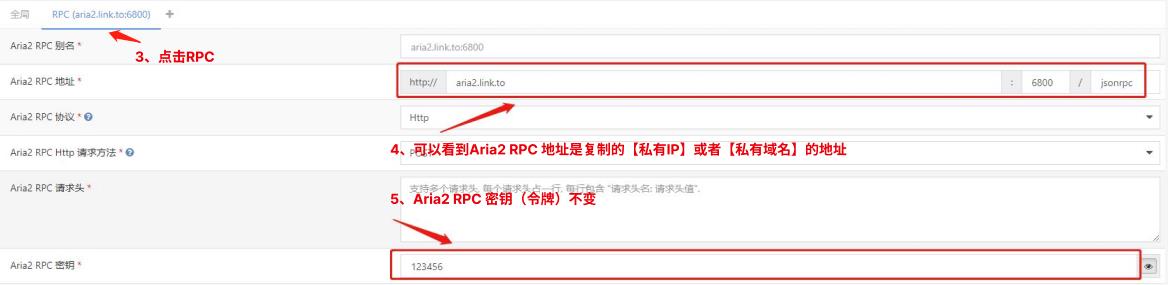 全局 RPC (aria2.link.to:6800) +
Aria2 RPC 别名 * aria2.link.to:6800
3、点击RPC
Aria2 RPC 地址 * http:// aria2.link.to : 6800 / jsonrpc
Aria2 RPC 协议 * Http
4、可以看到Aria2 RPC 地址是复制的【私有IP】或者【私有域名】的地址
Aria2 RPC Http 请求方法 *
Aria2 RPC 请求头 * 支持多个请求头, 每个请求头占一行, 每行包含 "请求头名: 请求头值".
5、Aria2 RPC 密钥（令牌）不变
Aria2 RPC 密钥 * 123456